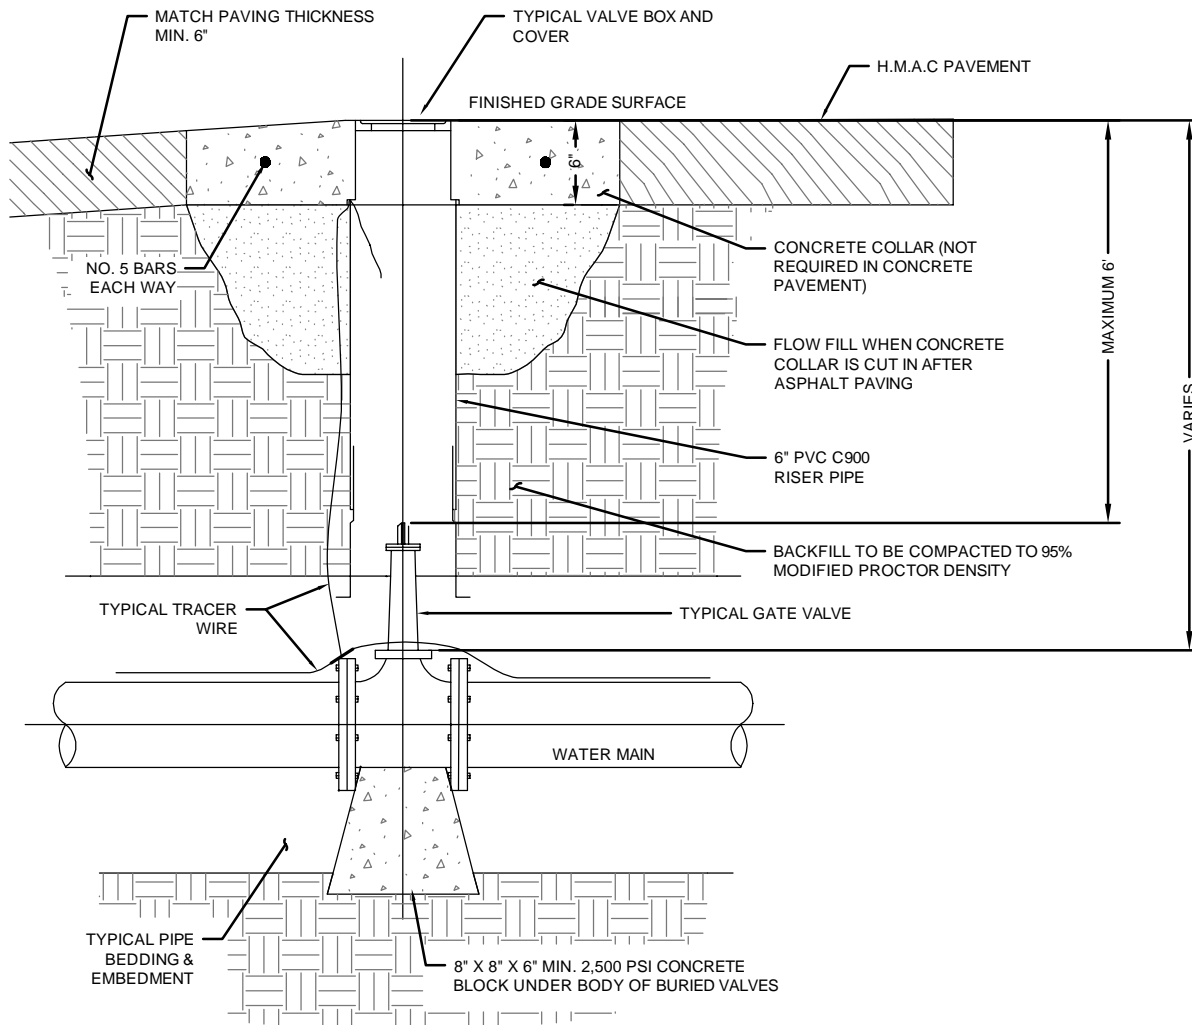 MATCH PAVING THICKNESS
MIN. 6"
TYPICAL VALVE BOX AND
COVER
H.M.A.C PAVEMENT
FINISHED GRADE SURFACE
6"
NO. 5 BARS
EACH WAY
CONCRETE COLLAR (NOT
REQUIRED IN CONCRETE
PAVEMENT)
MAXIMUM 6'
FLOW FILL WHEN CONCRETE
COLLAR IS CUT IN AFTER
ASPHALT PAVING
VARIES
6" PVC C900
RISER PIPE
BACKFILL TO BE COMPACTED TO 95%
MODIFIED PROCTOR DENSITY
TYPICAL TRACER
WIRE
TYPICAL GATE VALVE
WATER MAIN
TYPICAL PIPE
BEDDING &
EMBEDMENT
8" X 8" X 6" MIN. 2,500 PSI CONCRETE
BLOCK UNDER BODY OF BURIED VALVES